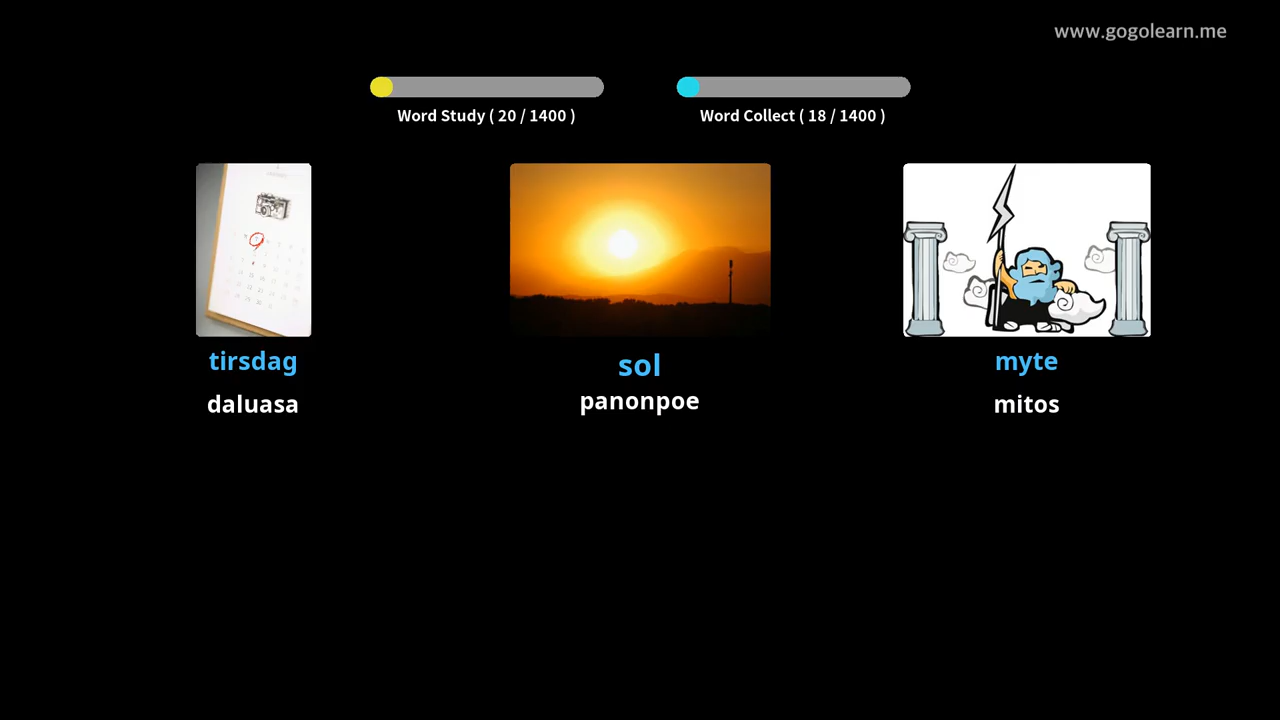 www.gogolearn.me
Word Study ( 20 / 1400 )
Word Collect ( 18 / 1400 )
tirsdag
daluasa
sol
panonpoe
myte
mitos